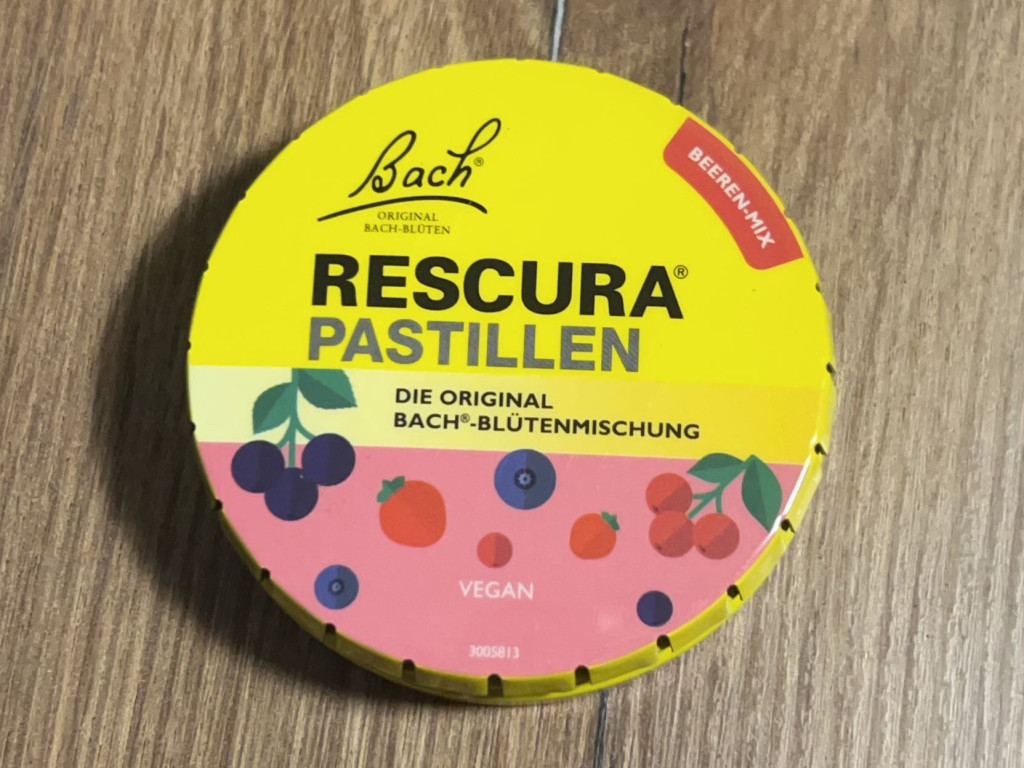 Bach®
ORIGINAL
BACH-BLÜTEN
BEEREN-MIX
RESCURA®
PASTILLEN
DIE ORIGINAL
BACH®-BLÜTENMISCHUNG
VEGAN
3005813